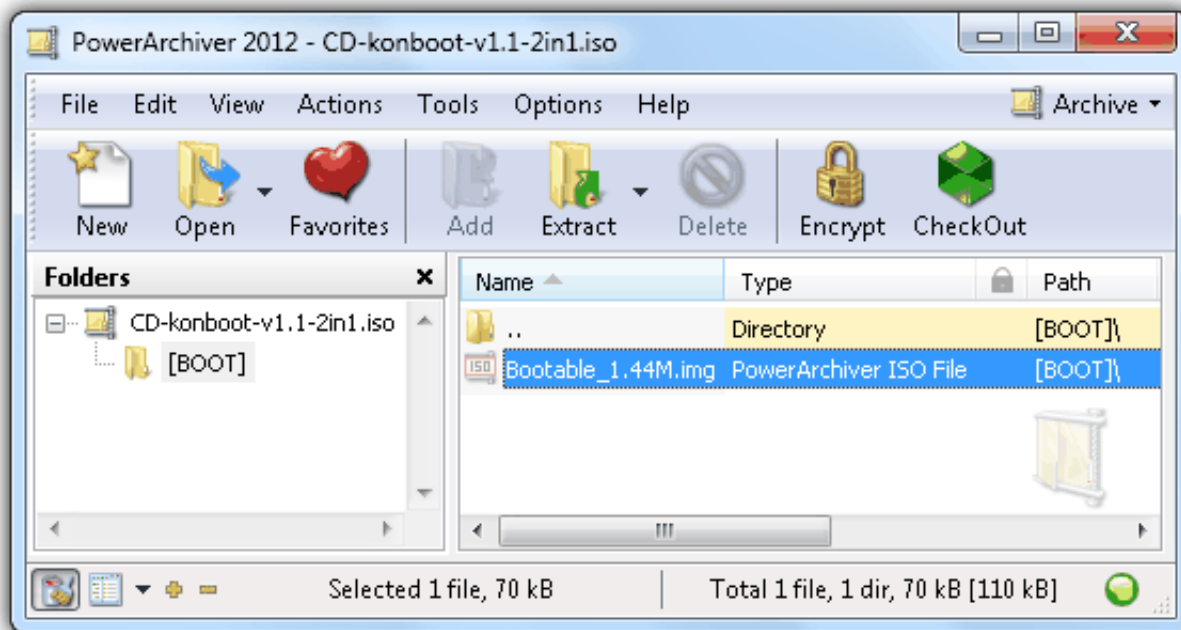 PowerArchiver 2012 - CD-konboot-v1.1-2in1.iso
File Edit View Actions Tools Options Help Archive
New Open Favorites Add Extract Delete Encrypt CheckOut
Folders
CD-konboot-v1.1-2in1.iso
[BOOT]
Name Type Path
.. Directory [BOOT]\
ISO Bootable_1.44M.img PowerArchiver ISO File [BOOT]\
Selected 1 file, 70 kB Total 1 file, 1 dir, 70 kB [110 kB]